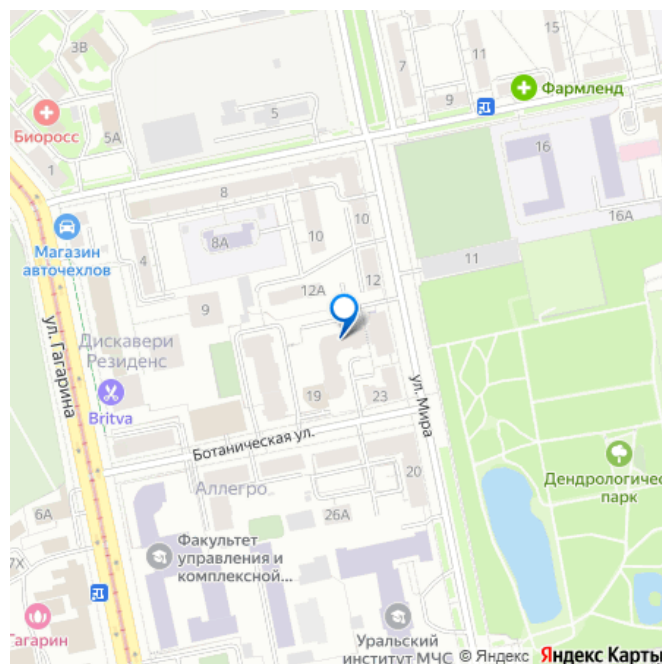 3В
15
11
7
9
Фармленд
Биоросс
5А
5
1
16
16А
8
10
8А
10
4
Магазин
авточехлов
11
12
12А
9
ул. Гагарина
Дискавери
Резиденс
Britva
19
23
ул. Мира
Ботаническая ул.
Аллегро
20
Дендрологичес
парк
6А
26А
Факультет
управления и
комплексной...
7Х
Гагарин
Уральский
институт МЧС
© Яндекс Яндекс Карты